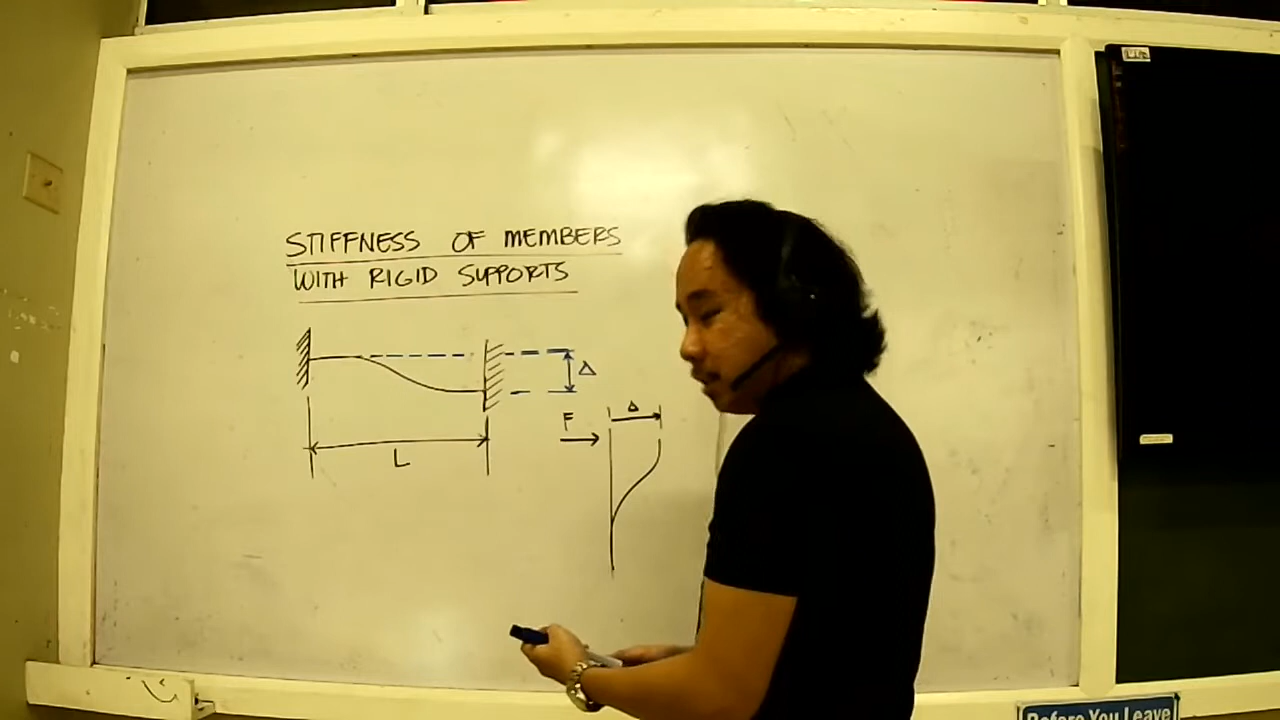 STIFFNESS OF MEMBERS
WITH RIGID SUPPORTS
Δ
Δ
F
L
Before You Leave